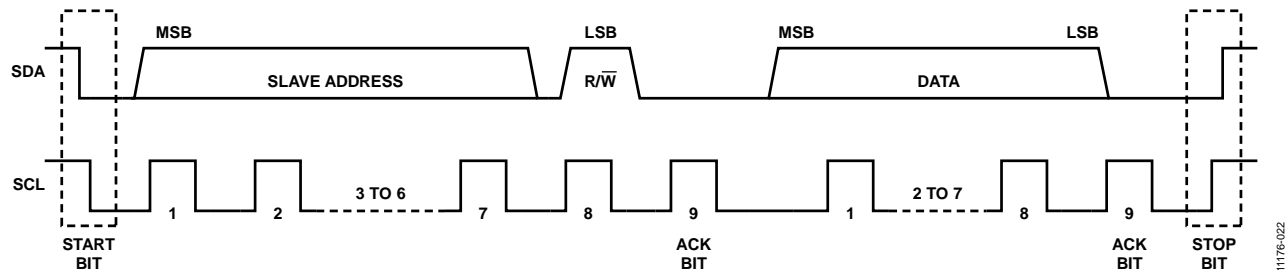 MSB
LSB
MSB
LSB
SDA
SLAVE ADDRESS
R/W̅
DATA
SCL
1
2
3 TO 6
7
8
9
1
2 TO 7
8
9
START
BIT
ACK
BIT
ACK
BIT
STOP
BIT
11176-022